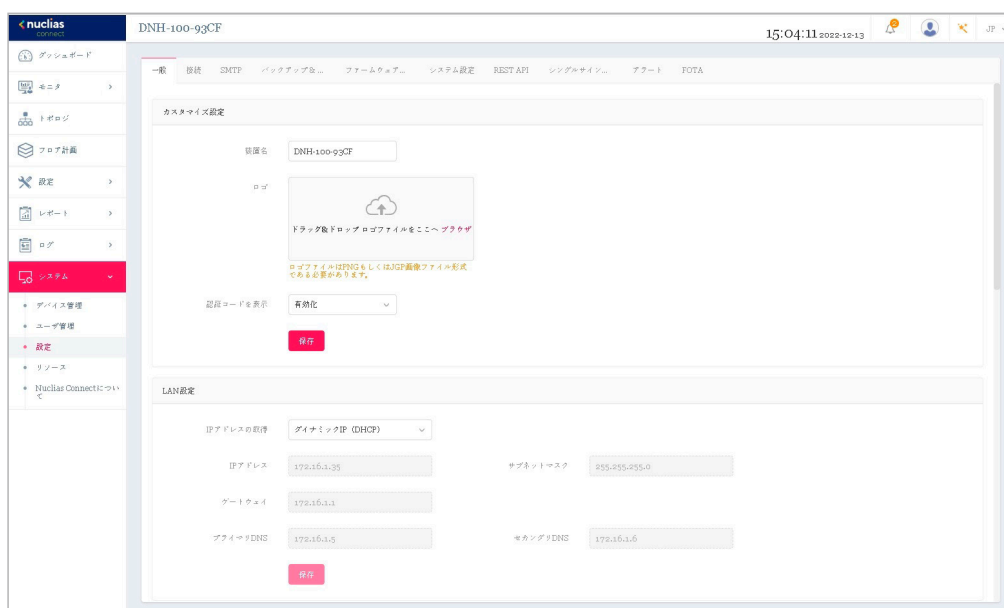 nuclias
connect
DNH-100-93CF
15:04:11 2022-12-13
JP
ダッシュボード
モニタ
トポロジ
フロア計画
設定
レポート
ログ
システム
デバイス管理
ユーザ管理
設定
リソース
Nuclias Connectについ
て
一般 接続 SMTP バックアップ&... ファームウェア... システム設定 REST API シングルサイン... アラート FOTA
カスタマイズ設定
装置名 DNH-100-93CF
ロゴ
ドラッグ&ドロップ ロゴファイルをここへ ブラウザ
ロゴファイルはPNGもしくはJGP画像ファイル形式
である必要があります。
認証コードを表示 有効化
保存
LAN設定
IPアドレスの取得 ダイナミックIP (DHCP)
IPアドレス 172.16.1.35 サブネットマスク 255.255.255.0
ゲートウェイ 172.16.1.1
プライマリDNS 172.16.1.5 セカンダリDNS 172.16.1.6
保存